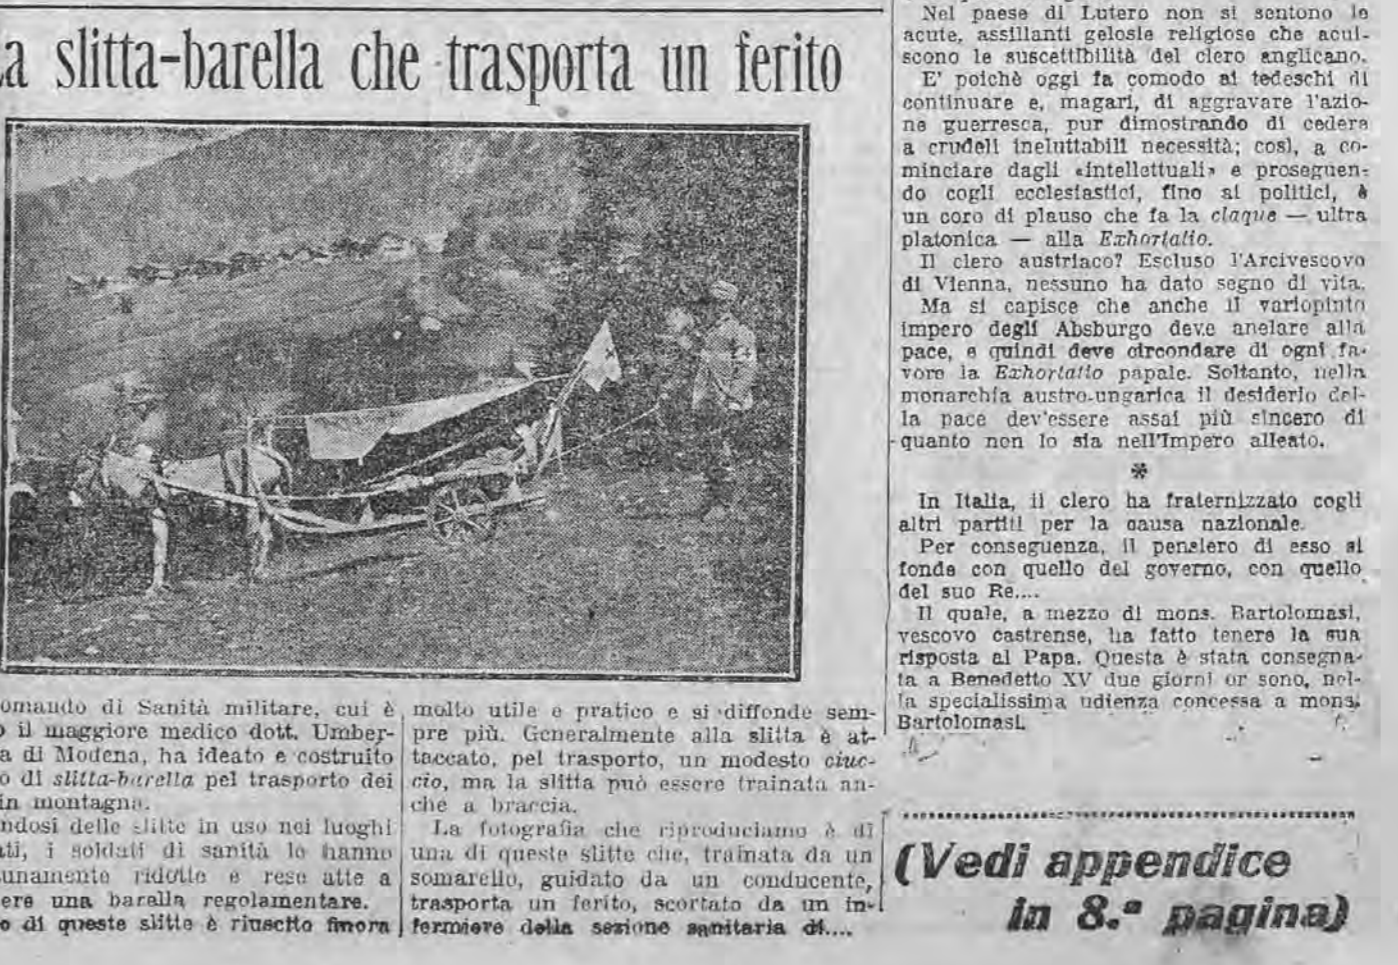 a slitta-barella che trasporta un ferito
omando di Sanità militare, cui è
il maggiore medico dott. Umber-
a di Modena, ha ideato e costruito
o di slitta-barella pel trasporto dei
in montagna.
ndosi delle slitte in uso nei luoghi
ati, i soldati di sanità le hanno
unamente ridotte e rese atte a
ere una barella regolamentare.
o di queste slitte è riuscito finora
molto utile e pratico e si diffonde sem-
pre più. Generalmente alla slitta è at-
taccato, pel trasporto, un modesto ciuc-
cio, ma la slitta può essere trainata an-
che a braccia.
La fotografia che riproduciamo è di
una di queste slitte che, trainata da un
somarello, guidato da un conducente,
trasporta un ferito, scortato da un in-
fermiere della sezione sanitaria di....
Nel paese di Lutero non si sentono le
acute, assillanti gelosie religiose che acui-
scono le suscettibilità del clero anglicano.
E' poichè oggi fa comodo ai tedeschi di
continuare e, magari, di aggravare l'azio-
ne guerresca, pur dimostrando di cedere
a crudeli ineluttabili necessità; così, a co-
minciare dagli «intellettuali» e proseguen-
do cogli ecclesiastici, fino ai politici, è
un coro di plauso che fa la claque — ultra
platonica — alla Exhortatio.
Il clero austriaco? Escluso l'Arcivescovo
di Vienna, nessuno ha dato segno di vita.
Ma si capisce che anche il variopinto
impero degli Absburgo deve anelare alla
pace, e quindi deve circondare di ogni fa-
vore la Exhortatio papale. Soltanto, nella
monarchia austro-ungarica il desiderio del-
la pace dev'essere assai più sincero di
quanto non lo sia nell'Impero alleato.
*
In Italia, il clero ha fraternizzato cogli
altri partiti per la causa nazionale.
Per conseguenza, il pensiero di esso si
fonde con quello del governo, con quello
del suo Re....
Il quale, a mezzo di mons. Bartolomasi,
vescovo castrense, ha fatto tenere la sua
risposta al Papa. Questa è stata consegna-
ta a Benedetto XV due giorni or sono, nel-
la specialissima udienza concessa a mons.
Bartolomasi.
(Vedi appendice
in 8.ª pagina)